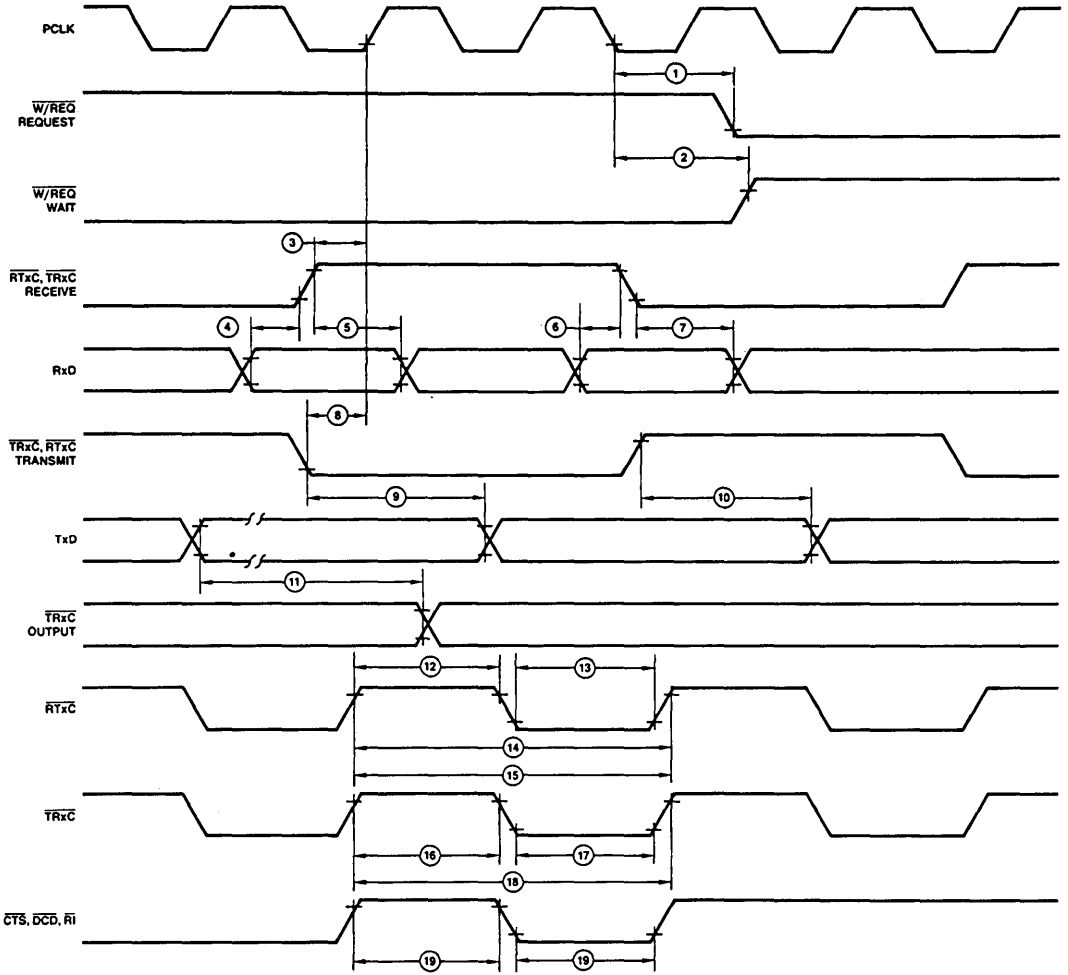 PCLK
1
W/REQ
REQUEST
2
W/REQ
WAIT
3
RTxC, TRxC
RECEIVE
4
5
6
7
RxD
8
TRxC, RTxC
TRANSMIT
9
10
TxD
11
TRxC
OUTPUT
12
13
RTxC
14
15
TRxC
16
17
18
CTS, DCD, RI
19
19